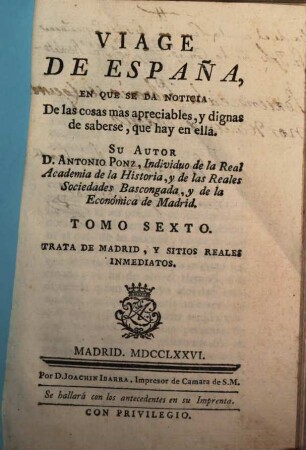 VIAGE
DE ESPAÑA,
EN QUE SE DA NOTICIA
De las cosas mas apreciables, y dignas
de saberse, que hay en ella.
SU AUTOR
D. ANTONIO PONZ, Individuo de la Real
Academia de la Historia, y de las Reales
Sociedades Bascongada, y de la
Económica de Madrid.
TOMO SEXTO.
TRATA DE MADRID, Y SITIOS REALES
INMEDIATOS.
MADRID. MDCCLXXVI.
Por D. JOACHIN IBARRA, Impresor de Camara de S.M.
Se hallará con los antecedentes en su Imprenta.
CON PRIVILEGIO.